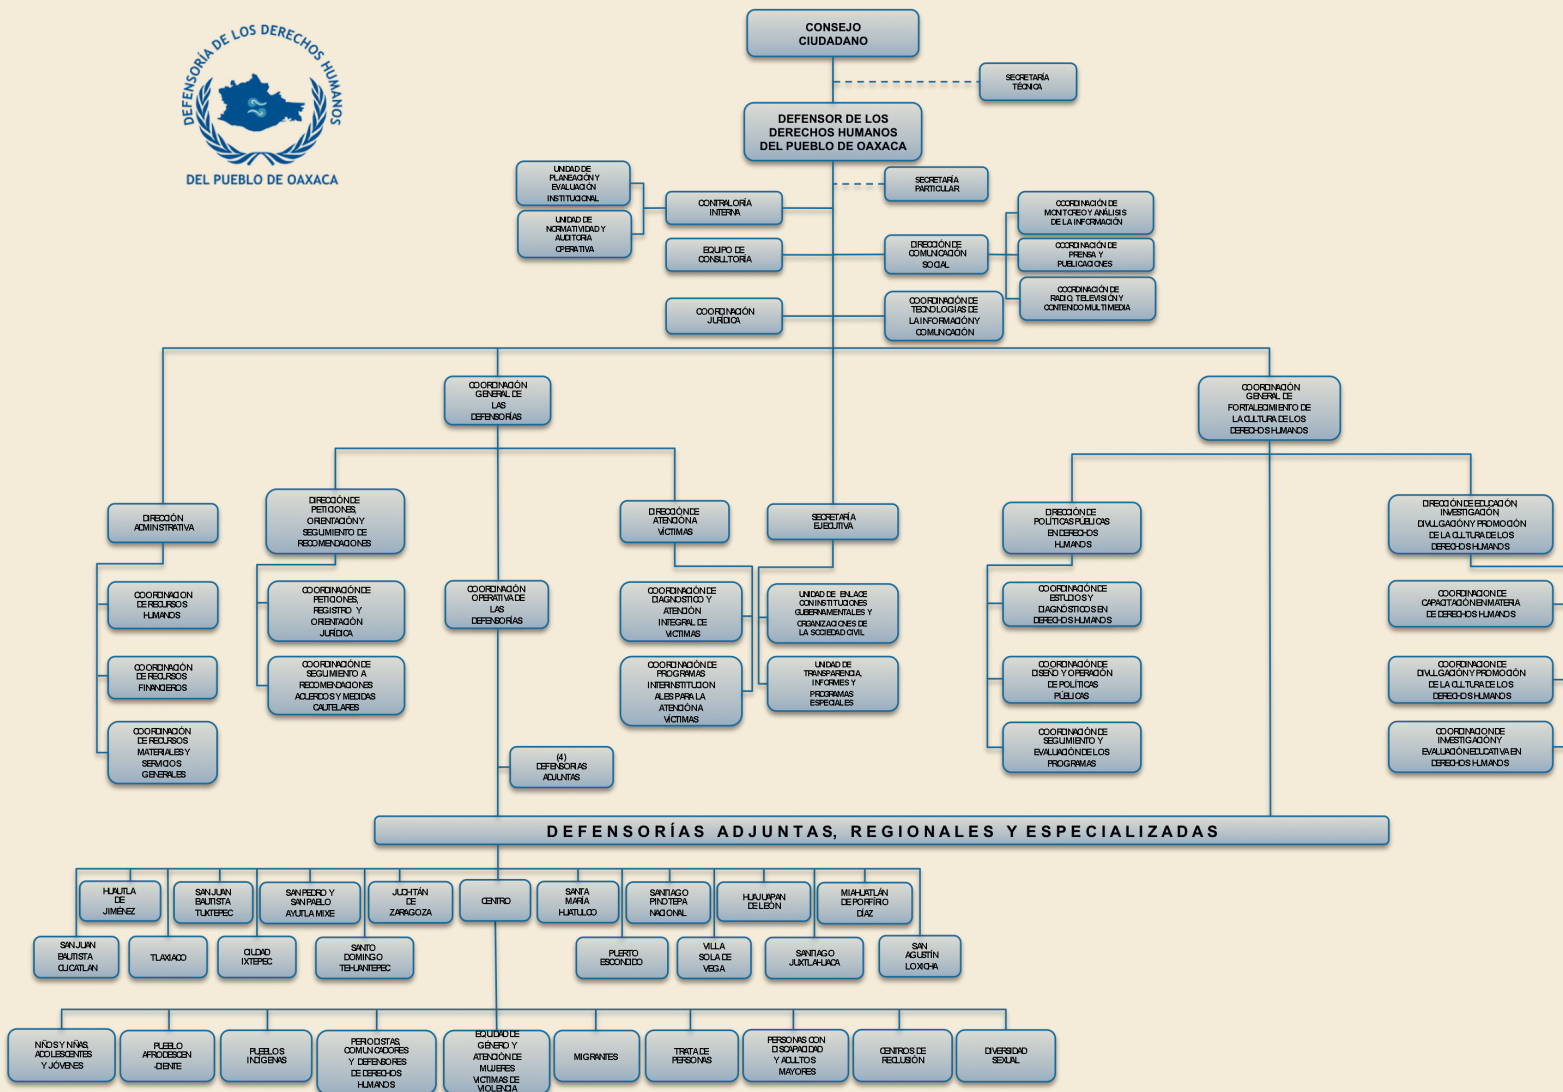 DEFENSORÍA DE LOS DERECHOS HUMANOS
DEL PUEBLO DE OAXACA
CONSEJO
CIUDADANO
SECRETARÍA
TÉCNICA
DEFENSOR DE LOS
DERECHOS HUMANOS
DEL PUEBLO DE OAXACA
SECRETARÍA
PARTICULAR
UNIDAD DE
PLANEACIÓN Y
EVALUACIÓN
INSTITUCIONAL
UNIDAD DE
NORMATIVIDAD Y
AUDITORIA
OPERATIVA
CONTRALORÍA
INTERNA
EQUIPO DE
CONSULTORÍA
COORDINACIÓN
JURÍDICA
DIRECCIÓN DE
COMUNICACIÓN
SOCIAL
COORDINACIÓN DE
TECNOLOGÍAS DE
LA INFORMACIÓN Y
COMUNCACIÓN
COORDINACIÓN DE
MONITOREO Y ANÁLISIS
DE LA INFORMACIÓN
COORDINACIÓN DE
PRENSA Y
PUBLICACIONES
COORDINACIÓN DE
RADIO, TELEVISIÓN Y
CONTENIDO MULTIMEDIA
COORDINACIÓN
GENERAL DE
LAS
DEFENSORÍAS
COORDINACIÓN
GENERAL DE
FORTALECIMIENTO DE
LA CULTURA DE LOS
DERECHOS HUMANOS
DIRECCIÓN
ADMINISTRATIVA
DIRECCIÓN DE
PETICIONES,
ORIENTACIÓN Y
SEGUIMIENTO DE
RECOMENDACIONES
DIRECCIÓN DE
ATENCIÓN A
VÍCTIMAS
SECRETARÍA
EJECUTIVA
DIRECCIÓN DE
POLÍTICAS PÚBLICAS
EN DERECHOS
HUMANOS
DIRECCIÓN DE EDUCACIÓN,
INVESTIGACIÓN,
DIVULGACIÓN Y PROMOCIÓN
DE LA CULTURA DE LOS
DERECHOS HUMANOS
COORDINACION
DE RECURSOS
HUMANOS
COORDINACIÓN DE
PETICIONES,
REGISTRO Y
ORIENTACIÓN
JURÍDICA
COORDINACIÓN
OPERATIVA DE
LAS
DEFENSORÍAS
COORDINACIÓN DE
DIAGNÓSTICO Y
ATENCIÓN
INTEGRAL DE
VICTIMAS
UNIDAD DE ENLACE
CON INSTITUCIONES
GUBERNAMENTALES Y
ORGANIZACIONES DE
LA SOCIEDAD CIVIL
COORDINACIÓN DE
ESTUDIOS Y
DIAGNÓSTICOS EN
DERECHOS HUMANOS
COORDINACION DE
CAPACITACIÓN EN MATERIA
DE DERECHOS HUMANOS
COORDINACIÓN
DE RECURSOS
FINANCIEROS
COORDINACIÓN DE
SEGUIMIENTO A
RECOMENDACIONES
ACUERDOS Y MEDIDAS
CAUTELARES
COORDINACIÓN DE
PROGRAMAS
INTERINSTITUCION
ALES PARA LA
ATENCIÓN A
VÍCTIMAS
UNIDAD DE
TRANSPARENCIA,
INFORMES Y
PROGRAMAS
ESPECIALES
COORDINACIÓN DE
DISEÑO Y OPERACIÓN
DE POLÍTICAS
PÚBLICAS
COORDINACION DE
DIVULGACIÓN Y PROMOCIÓN
DE LA CULTURA DE LOS
DERECHOS HUMANOS
COORDINACIÓN
DE RECURSOS
MATERIALES Y
SERVICIOS
GENERALES
COORDINACIÓN DE
SEGUIMIENTO Y
EVALUACIÓN DE LOS
PROGRAMAS
COORDINACION DE
INVESTIGACIÓN Y
EVALUACIÓN EDUCATIVA EN
DERECHOS HUMANOS
(4)
DEFENSORIAS
ADJUNTAS
DEFENSORÍAS ADJUNTAS, REGIONALES Y ESPECIALIZADAS
HUAUTLA
DE
JIMÉNEZ
SAN JUAN
BAUTISTA
TUXTEPEC
SAN PEDRO Y
SAN PABLO
AYUTLA MIXE
JUCHTÁN
DE
ZARAGOZA
CENTRO
SANTA
MARÍA
HUATULCO
SANTIAGO
PINOTEPA
NACIONAL
HUAJUAPAN
DE LEÓN
MIAHUATLÁN
DE PORFIRIO
DÍAZ
SAN JUAN
BAUTISTA
CUICATLAN
TLAXIACO
CIUDAD
IXTEPEC
SANTO
DOMINGO
TEHUANTEPEC
PUERTO
ESCONDIDO
VILLA
SOLA DE
VEGA
SANTIAGO
JUXTLAHUACA
SAN
AGUSTÍN
LOXICHA
NIÑOS Y NIÑAS,
ADOLESCENTES
Y JÓVENES
PUEBLO
AFRODESCEN
-DIENTE
PUEBLOS
INDÍGENAS
PERIODISTAS,
COMUNICADORES
Y DEFENSORES
DE DERECHOS
HUMANOS
EQUIDAD DE
GÉNERO Y
ATENCIÓN DE
MUJERES
VICTIMAS DE
VIOLENCIA
MIGRANTES
TRATA DE
PERSONAS
PERSONAS CON
DISCAPACIDAD
Y ADULTOS
MAYORES
CENTROS DE
RECLUSIÓN
DIVERSIDAD
SEXUAL